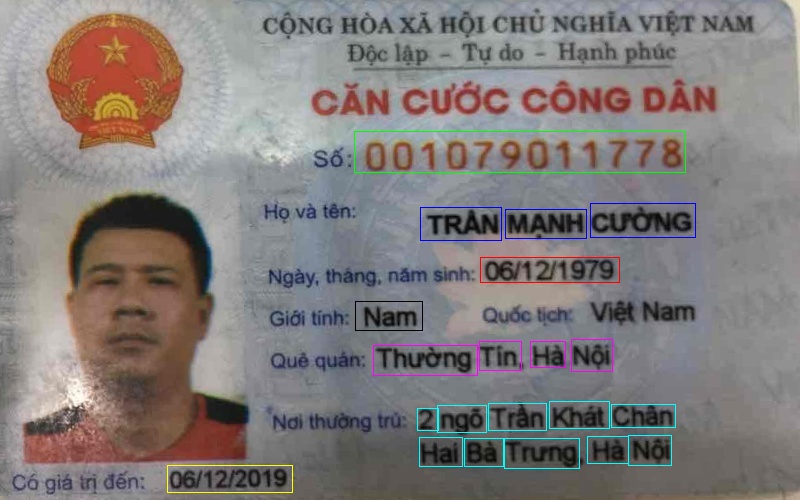 CỘNG HÒA XÃ HỘI CHỦ NGHĨA VIỆT NAM
Độc lập - Tự do - Hạnh phúc
CĂN CƯỚC CÔNG DÂN
Số: 001079011778
Họ và tên: TRẦN MẠNH CƯỜNG
Ngày, tháng, năm sinh: 06/12/1979
Giới tính: Nam Quốc tịch: Việt Nam
Quê quán: Thường Tín, Hà Nội
Nơi thường trú: 2 ngõ Trần Khát Chân
Hai Bà Trưng, Hà Nội
Có giá trị đến: 06/12/2019